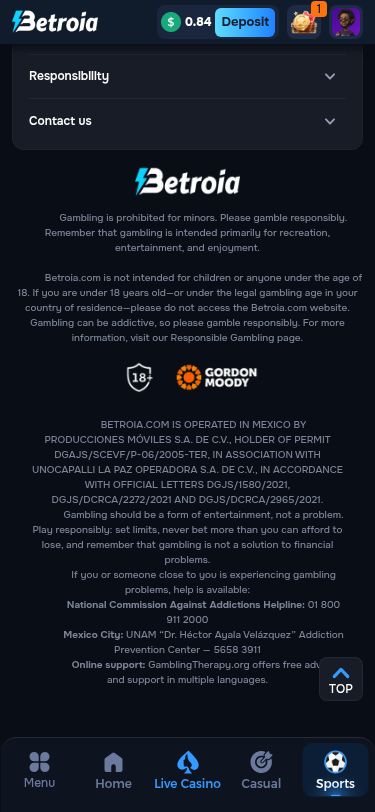 Betroia
$ 0.84 Deposit
1
Responsibility
Contact us
Betroia
Gambling is prohibited for minors. Please gamble responsibly.
Remember that gambling is intended primarily for recreation,
entertainment, and enjoyment.
Betroia.com is not intended for children or anyone under the age of
18. If you are under 18 years old—or under the legal gambling age in your
country of residence—please do not access the Betroia.com website.
Gambling can be addictive, so please gamble responsibly. For more
information, visit our Responsible Gambling page.
18+
GORDON
MOODY
BETROIA.COM IS OPERATED IN MEXICO BY
PRODUCCIONES MÓVILES S.A. DE C.V., HOLDER OF PERMIT
DGAJS/SCEVF/P-06/2005-TER, IN ASSOCIATION WITH
UNOCAPALLI LA PAZ OPERADORA S.A. DE C.V., IN ACCORDANCE
WITH OFFICIAL LETTERS DGJS/1580/2021,
DGJS/DCRCA/2272/2021 AND DGJS/DCRCA/2965/2021.
Gambling should be a form of entertainment, not a problem.
Play responsibly: set limits, never bet more than you can afford to
lose, and remember that gambling is not a solution to financial
problems.
If you or someone close to you is experiencing gambling
problems, help is available:
National Commission Against Addictions Helpline: 01 800
911 2000
Mexico City: UNAM “Dr. Héctor Ayala Velázquez” Addiction
Prevention Center — 5658 3911
Online support: GamblingTherapy.org offers free
and support in multiple languages.
TOP
Menu
Home
Live Casino
Casual
Sports